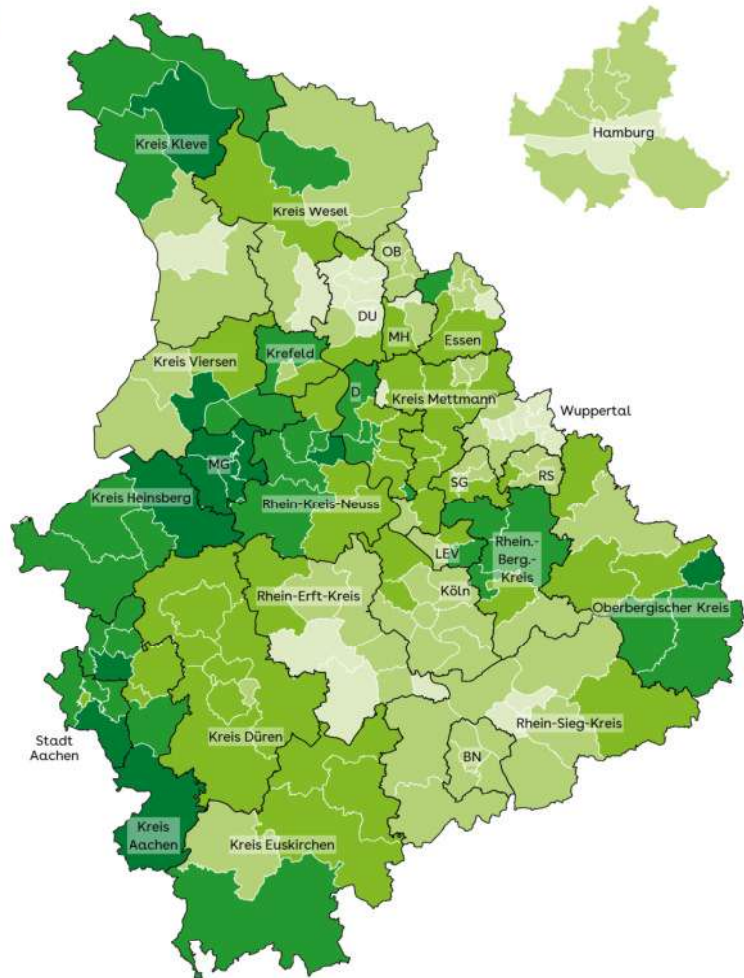 Hamburg
Kreis Kleve
Kreis Wesel
OB
DU
MH
Essen
Krefeld
Kreis Viersen
D
Kreis Mettmann
Wuppertal
MG
SG
RS
Kreis Heinsberg
Rhein-Kreis-Neuss
LEV
Rhein.-
Berg.-
Kreis
Rhein-Erft-Kreis
Köln
Oberbergischer Kreis
Stadt
Aachen
Kreis Düren
Rhein-Sieg-Kreis
BN
Kreis
Aachen
Kreis Euskirchen